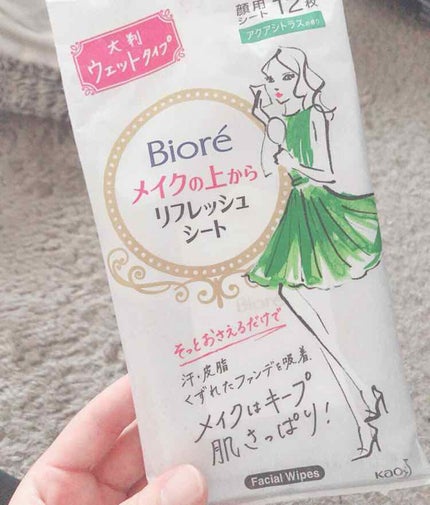 顔用
シート12枚
アクアシトラスの香り
大判
ウェットタイプ
Bioré
メイクの上から
リフレッシュ
シート
Bioré
そっとおさえるだけで
汗・皮脂
くずれたファンデを吸着
メイクはキープ
肌さっぱり!
Facial Wipes
Kao